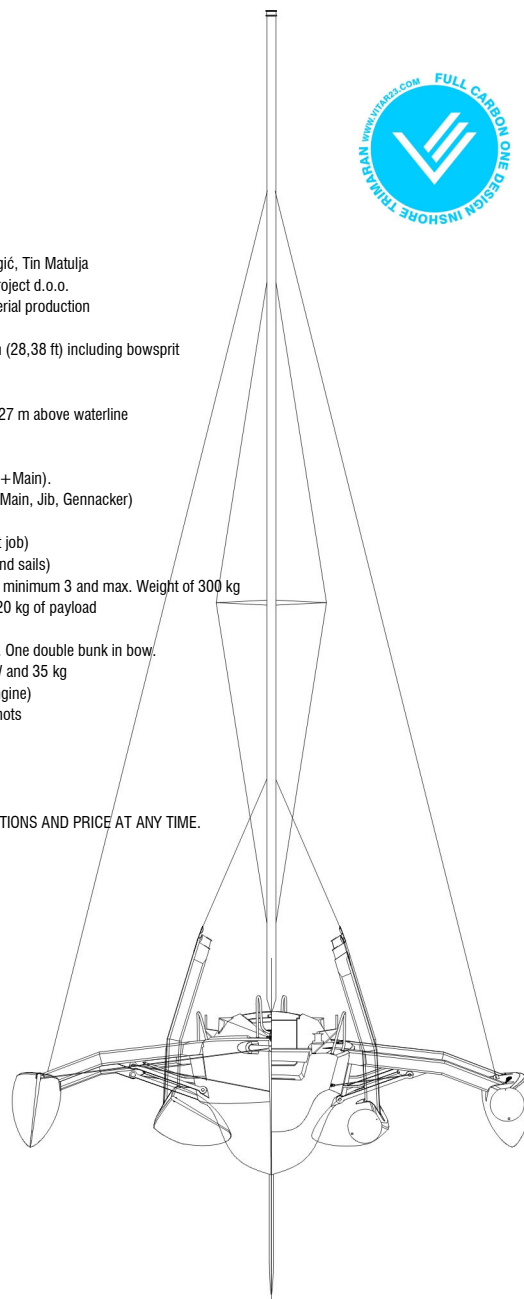 WWW.VITAR23.COM FULL CARBON ONE DESIGN INSHORE TRIMARAN
gić, Tin Matulja
roject d.o.o.
erial production
(28,38 ft) including bowsprit
27 m above waterline
+Main).
Main, Jib, Gennacker)
job)
nd sails)
minimum 3 and max. Weight of 300 kg
20 kg of payload
One double bunk in bow.
and 35 kg
gine)
nots
TIONS AND PRICE AT ANY TIME.